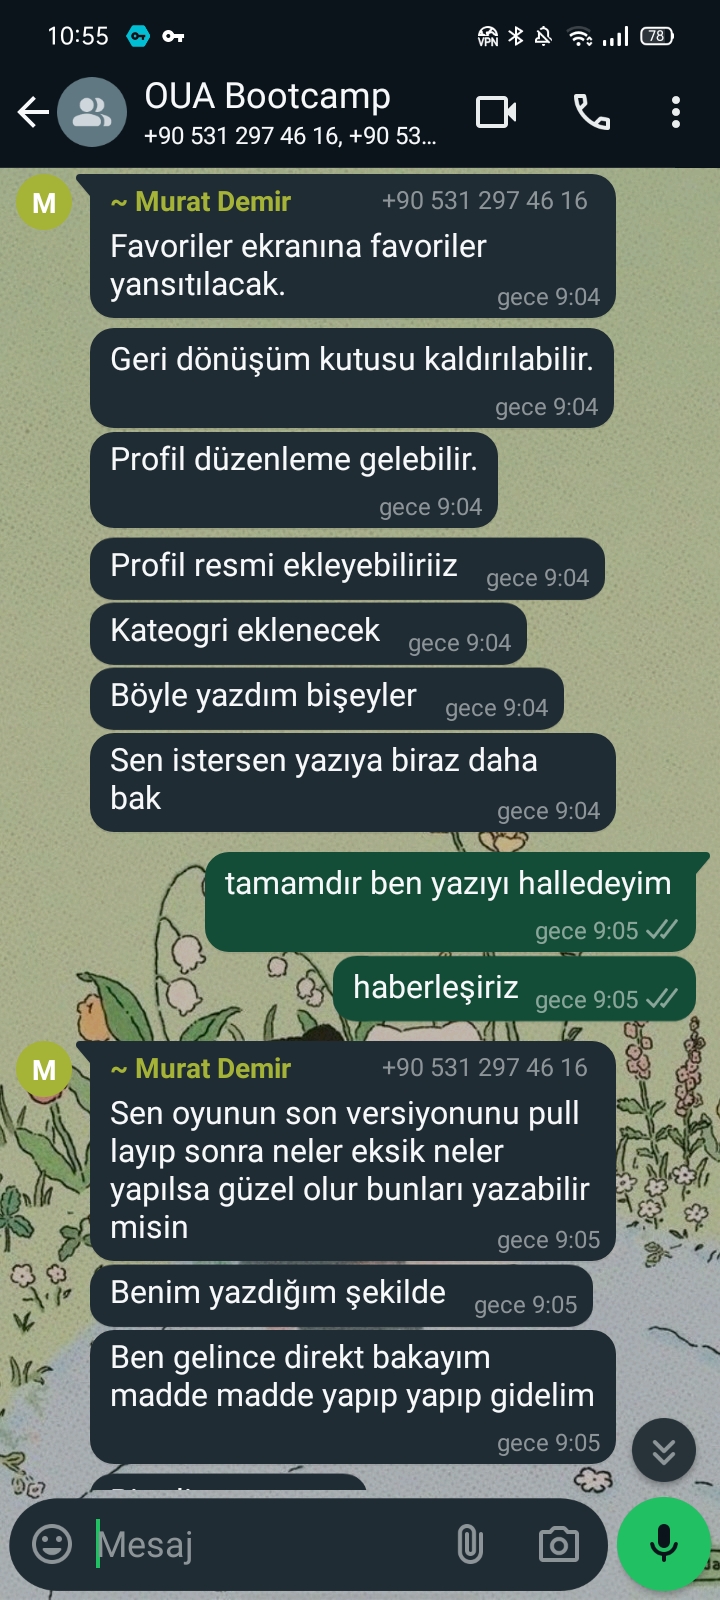 10:55
VPN
78
OUA Bootcamp
+90 531 297 46 16, +90 53...
M
~ Murat Demir +90 531 297 46 16
Favoriler ekranına favoriler
yansıtılacak.
gece 9:04
Geri dönüşüm kutusu kaldırılabilir.
gece 9:04
Profil düzenleme gelebilir.
gece 9:04
Profil resmi ekleyebiliriiz gece 9:04
Kateogri eklenecek gece 9:04
Böyle yazdım bişeyler gece 9:04
Sen istersen yazıya biraz daha
bak
gece 9:04
tamamdır ben yazıyı halledeyim
gece 9:05
haberleşiriz gece 9:05
M
~ Murat Demir +90 531 297 46 16
Sen oyunun son versiyonunu pull
layıp sonra neler eksik neler
yapılsa güzel olur bunları yazabilir
misin
gece 9:05
Benim yazdığım şekilde gece 9:05
Ben gelince direkt bakayım
madde madde yapıp yapıp gidelim
gece 9:05
Mesaj